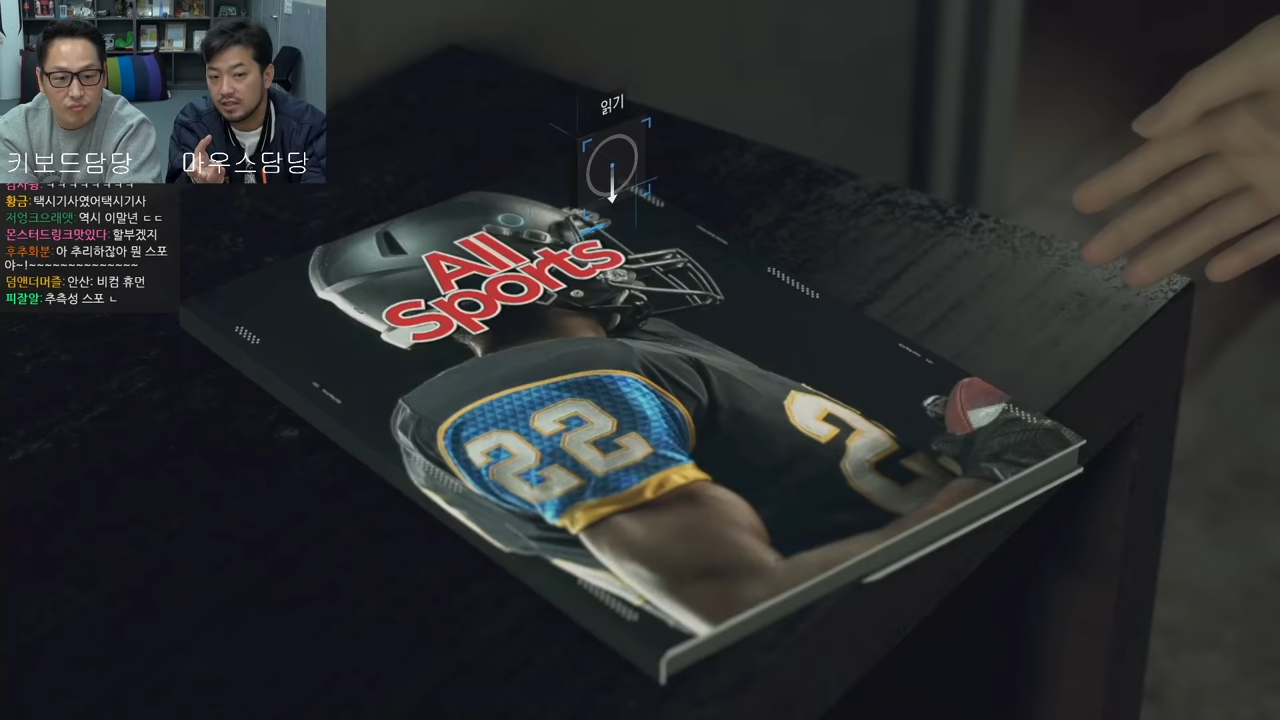 키보드담당
마우스담당
황금: 택시기사였어택시기사
저엉크으래앳: 역시 이말년 ㄷㄷ
몬스터드링크맛있다: 할부겠지
후추화분: 아 추리하잖아 뭔 스포
야~!~~~~~~~~~~~~~~
덤앤더머즐: 안산: 비컴 휴먼
피잘알: 추측성 스포 ㄴ
읽기
All
Sports
22
2